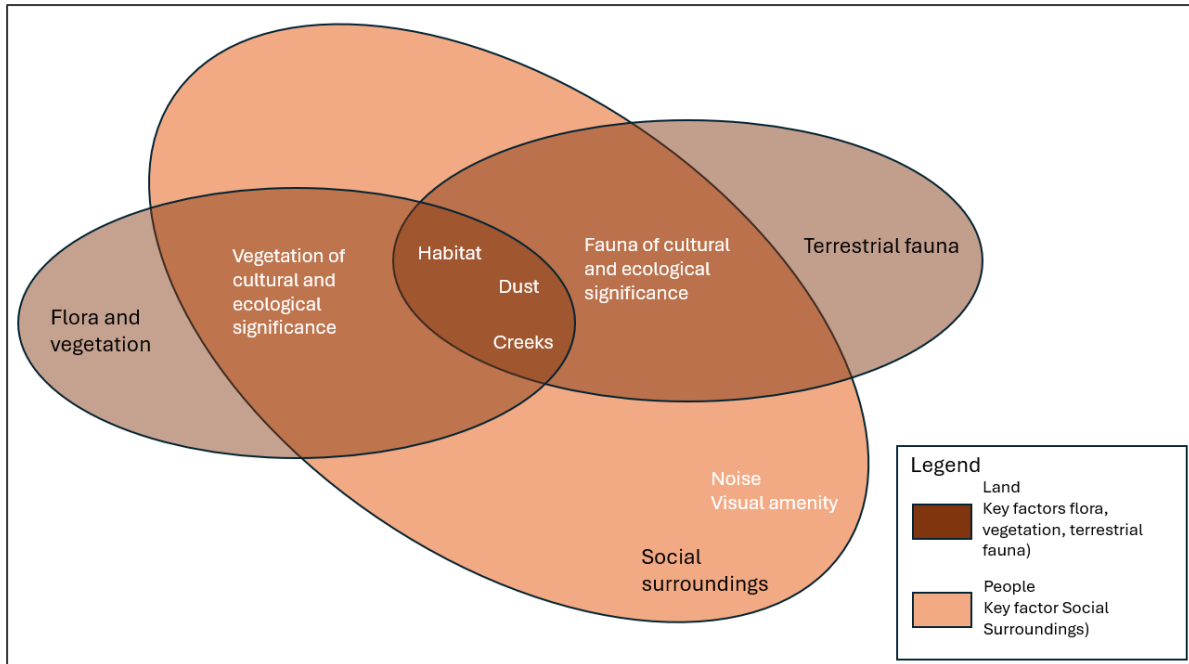 Flora and
vegetation
Vegetation of
cultural and
ecological
significance
Habitat
Dust
Creeks
Fauna of cultural
and ecological
significance
Terrestrial fauna
Noise
Visual amenity
Social
surroundings
Legend
Land
Key factors flora,
vegetation, terrestrial
fauna)
People
Key factor Social
Surroundings)